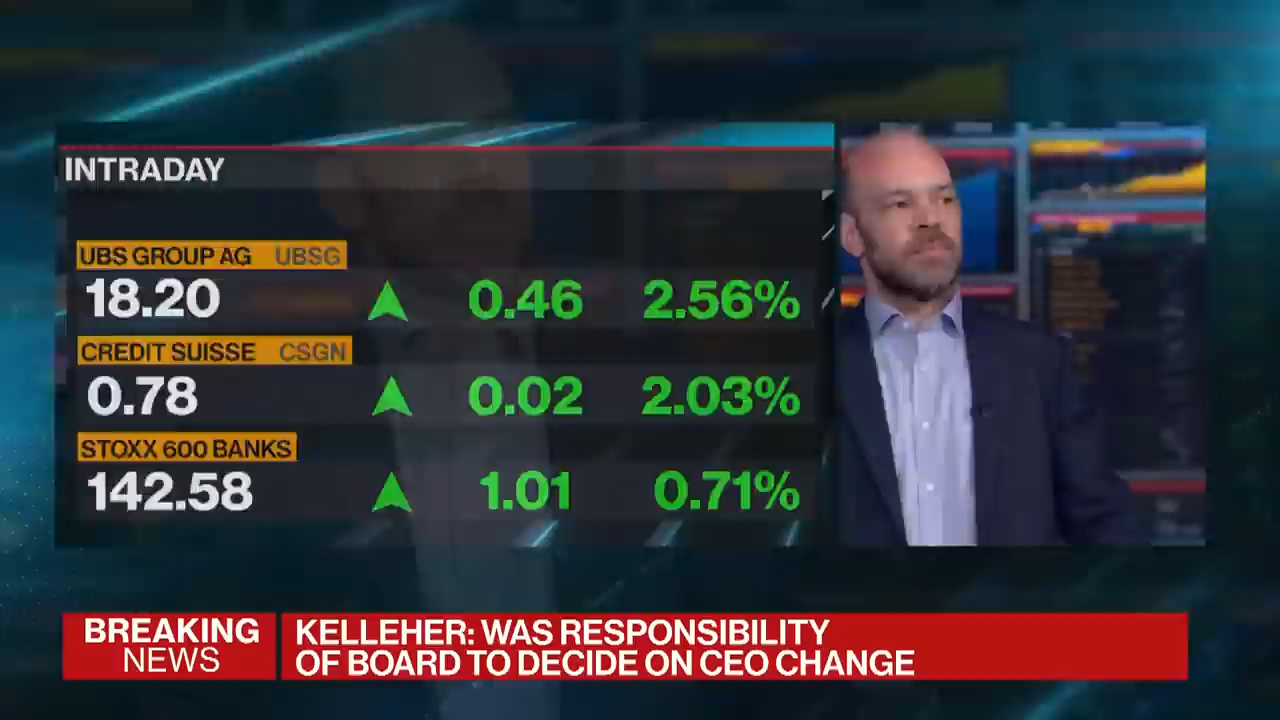 INTRADAY
UBS GROUP AG UBSG
18.20 0.46 2.56%
CREDIT SUISSE CSGN
0.78 0.02 2.03%
STOXX 600 BANKS
142.58 1.01 0.71%
BREAKING NEWS
KELLEHER: WAS RESPONSIBILITY
OF BOARD TO DECIDE ON CEO CHANGE